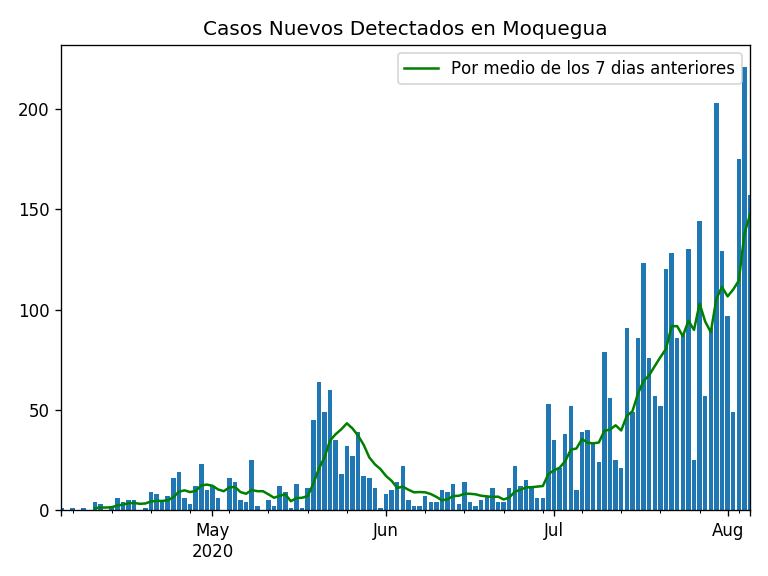 Casos Nuevos Detectados en Moquegua
Por medio de los 7 dias anteriores
200
150
100
50
0
May
2020
Jun
Jul
Aug